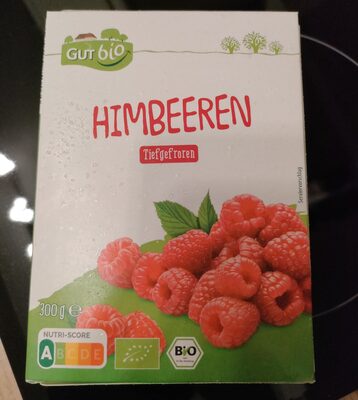 GUT bio
HIMBEEREN
Tiefgefroren
Serviervorschlag
300 g ℮
NUTRI-SCORE
A B C D E
BIO